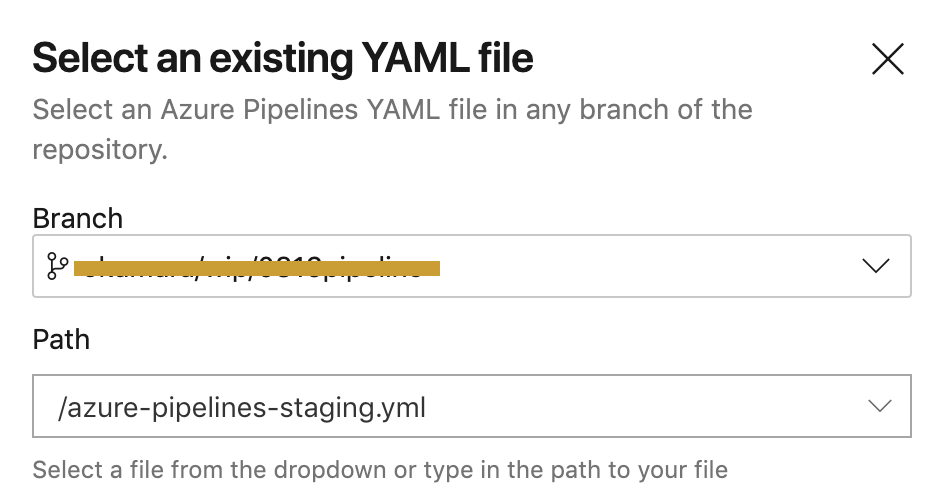 Select an existing YAML file
Select an Azure Pipelines YAML file in any branch of the
repository.
Branch
Path
/azure-pipelines-staging.yml
Select a file from the dropdown or type in the path to your file